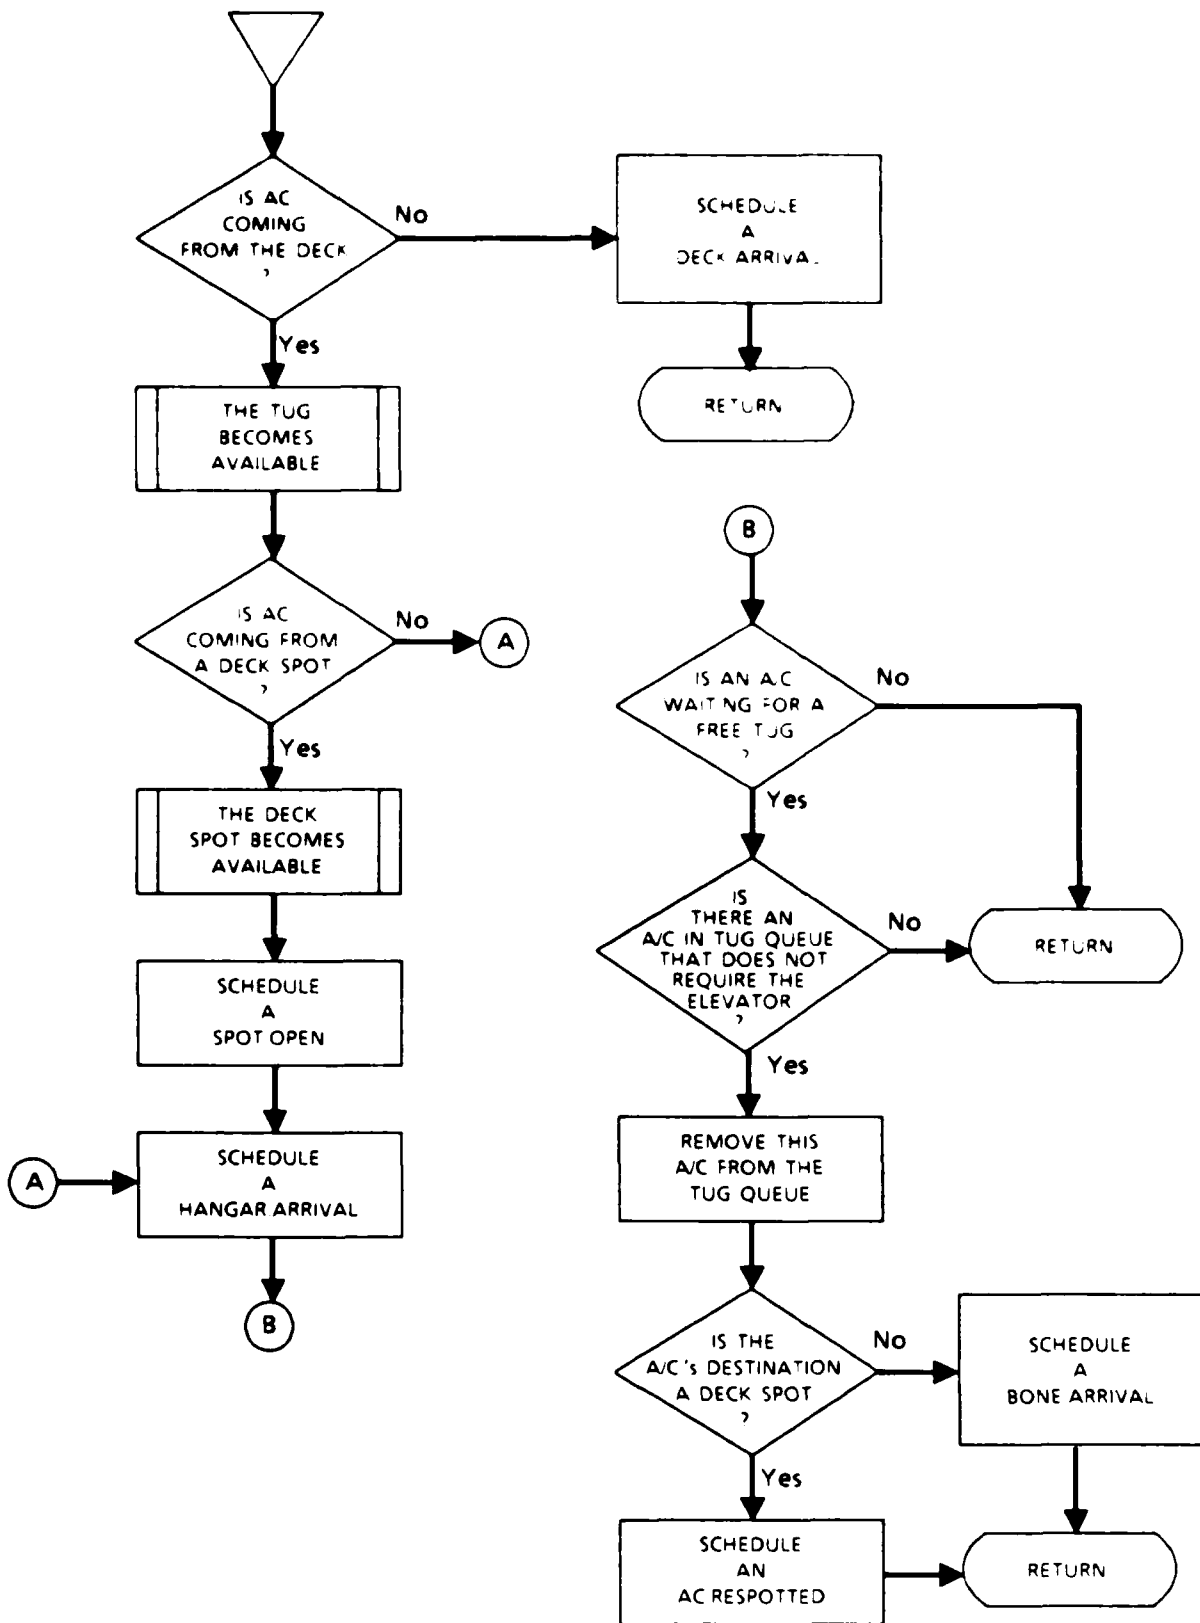 IS AC
COMING
FROM THE DECK
?
No
SCHEDULE
A
DECK ARRIVAL
Yes
RETURN
THE TUG
BECOMES
AVAILABLE
IS AC
COMING FROM
A DECK SPOT
?
No
A
Yes
THE DECK
SPOT BECOMES
AVAILABLE
SCHEDULE
A
SPOT OPEN
A
SCHEDULE
A
HANGAR ARRIVAL
B
B
IS AN A/C
WAITING FOR A
FREE TUG
?
No
Yes
IS
THERE AN
A/C IN TUG QUEUE
THAT DOES NOT
REQUIRE THE
ELEVATOR
?
No
RETURN
Yes
REMOVE THIS
A/C FROM THE
TUG QUEUE
IS THE
A/C's DESTINATION
A DECK SPOT
?
No
SCHEDULE
A
BONE ARRIVAL
Yes
SCHEDULE
AN
AC RESPOTTED
RETURN